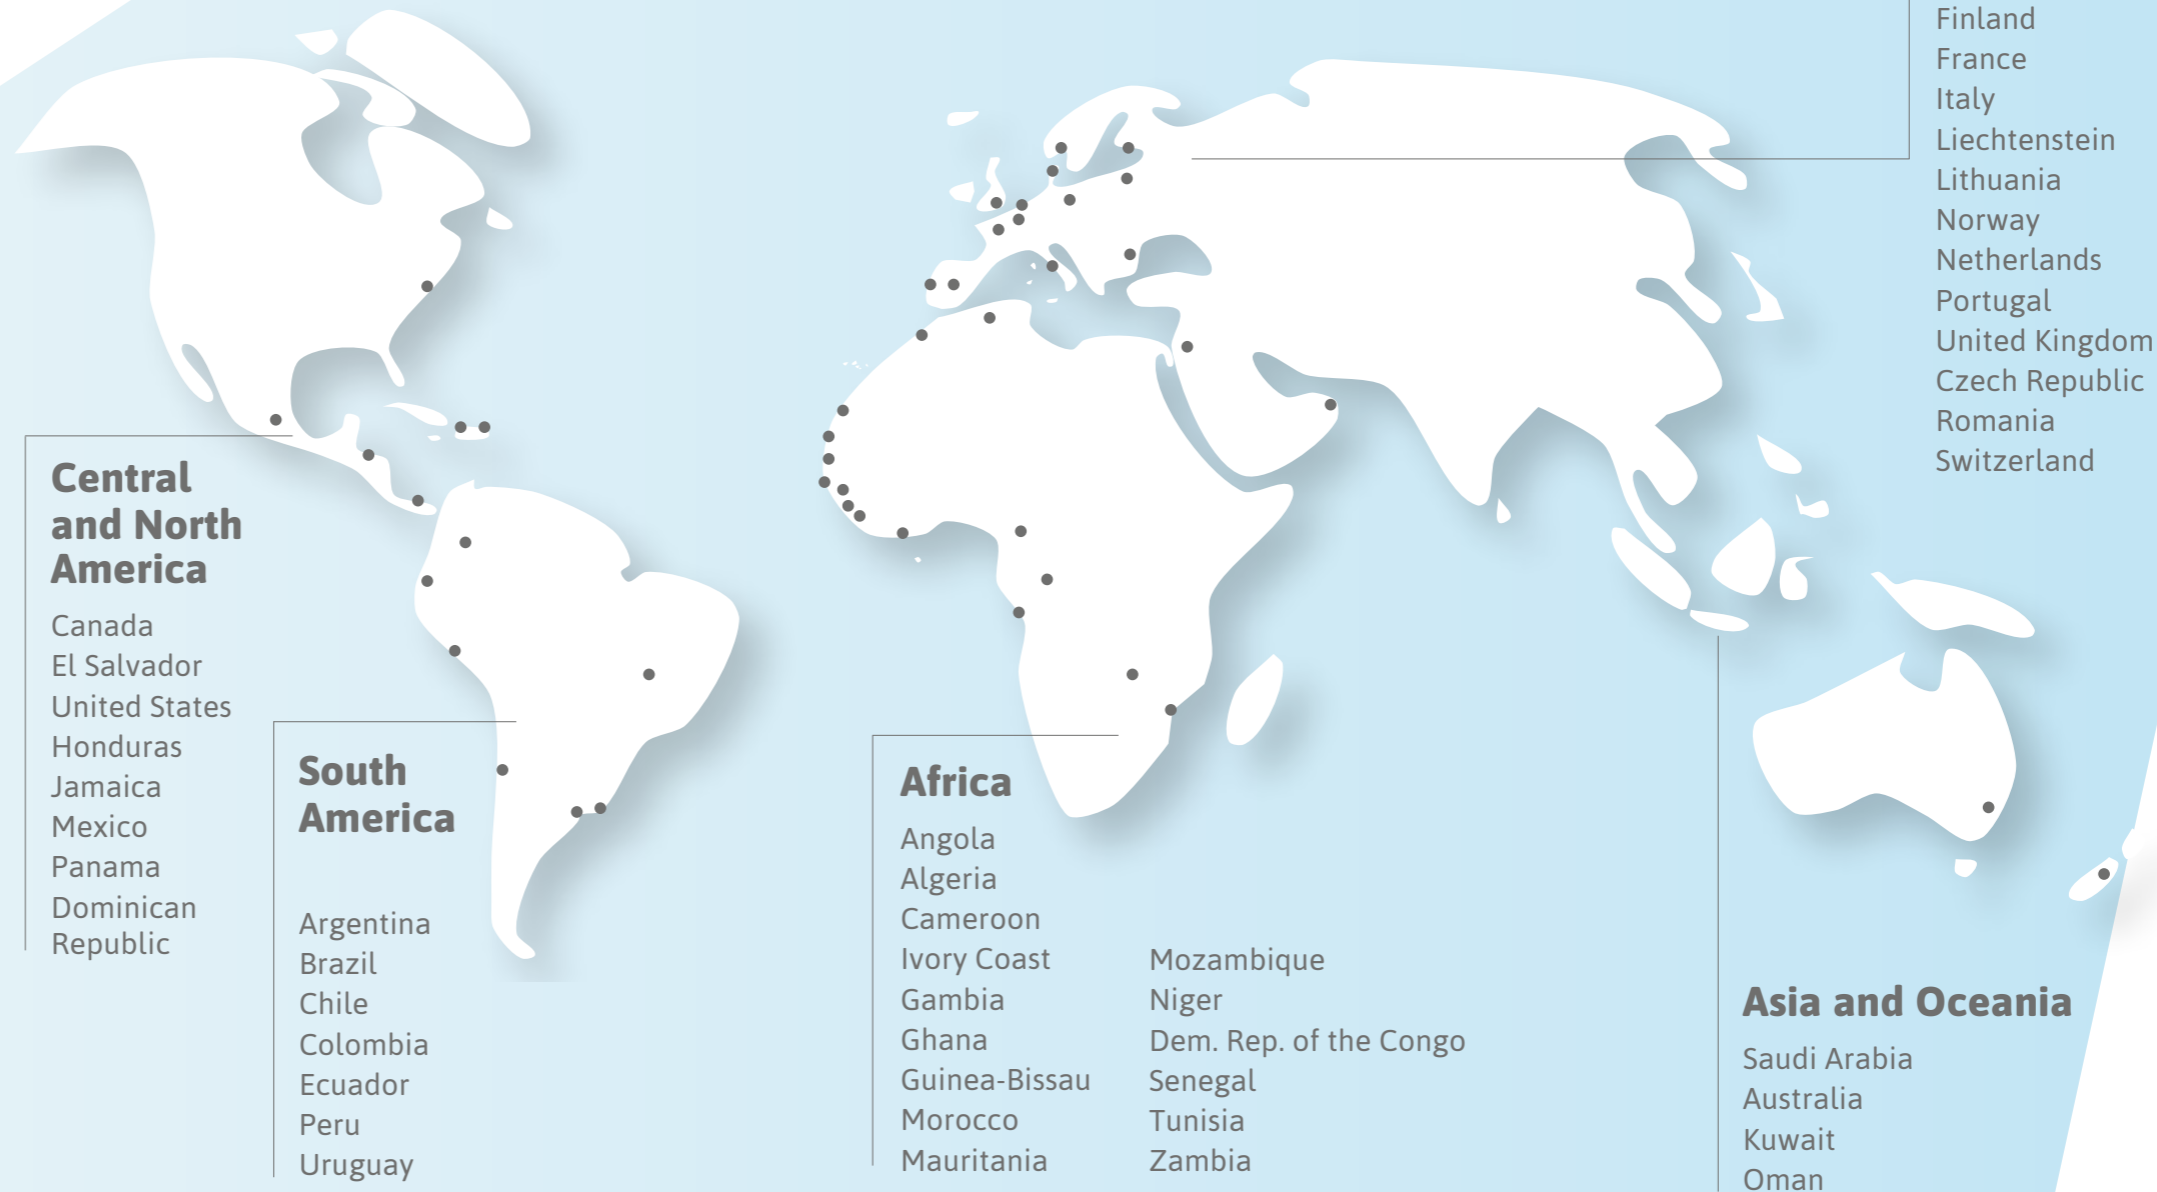 Finland
France
Italy
Liechtenstein
Lithuania
Norway
Netherlands
Portugal
United Kingdom
Czech Republic
Romania
Switzerland
Central
and North
America
Canada
El Salvador
United States
Honduras
Jamaica
Mexico
Panama
Dominican
Republic
South
America
Argentina
Brazil
Chile
Colombia
Ecuador
Peru
Uruguay
Africa
Angola
Algeria
Cameroon
Ivory Coast
Gambia
Ghana
Guinea-Bissau
Morocco
Mauritania
Mozambique
Niger
Dem. Rep. of the Congo
Senegal
Tunisia
Zambia
Asia and Oceania
Saudi Arabia
Australia
Kuwait
Oman